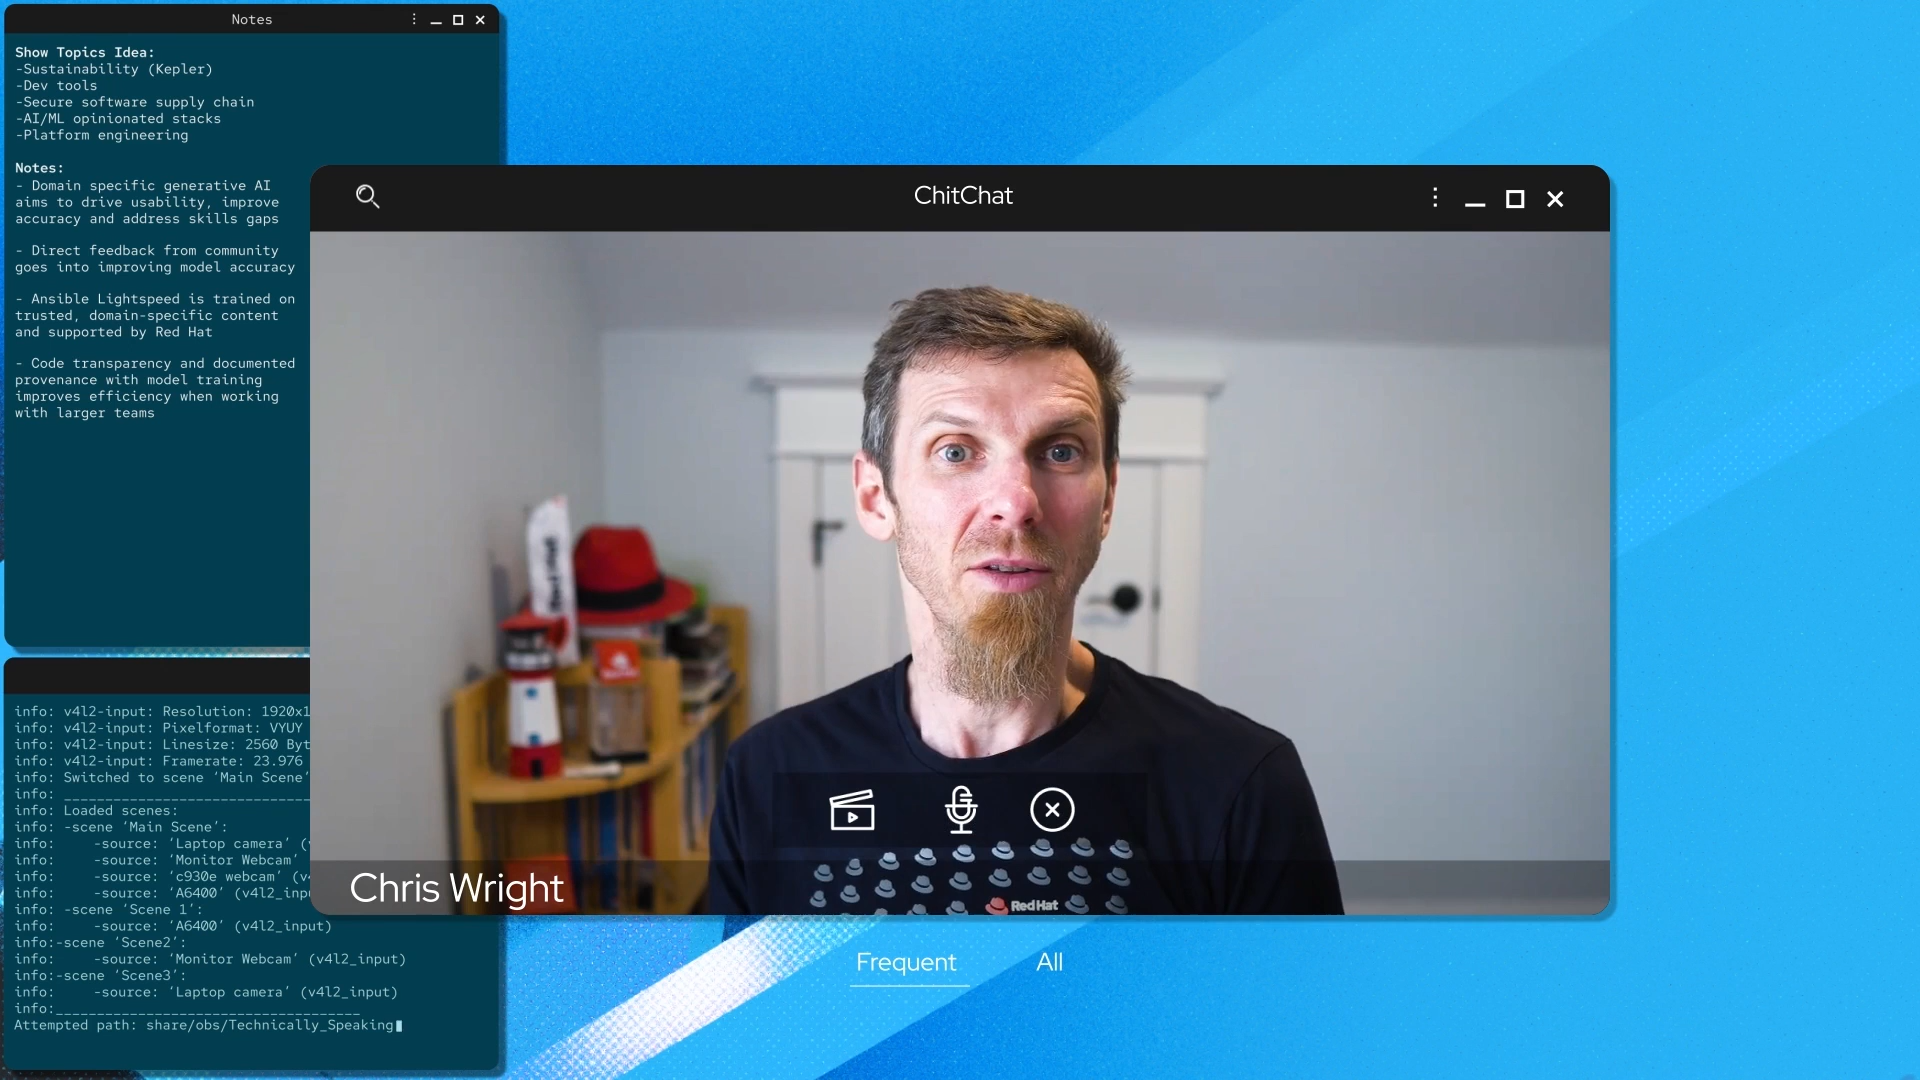 Notes
Show Topics Idea:
-Sustainability (Kepler)
-Dev tools
-Secure software supply chain
-AI/ML opinionated stacks
-Platform engineering
Notes:
- Domain specific generative AI
aims to drive usability, improve
accuracy and address skills gaps
- Direct feedback from community
goes into improving model accuracy
- Ansible Lightspeed is trained on
trusted, domain-specific content
and supported by Red Hat
- Code transparency and documented
provenance with model training
improves efficiency when working
with larger teams
ChitChat
Red Hat
Chris Wright
Frequent
All
info: v4l2-input: Resolution: 1920x1
info: v4l2-input: Pixelformat: VYUY
info: v4l2-input: Linesize: 2560 Byt
info: v4l2-input: Framerate: 23.976
info: Switched to scene ‘Main Scene’
info: ______________________________
info: Loaded scenes:
info: -scene ‘Main Scene’:
info: -source: ‘Laptop camera’ (
info: -source: ‘Monitor Webcam’
info: -source: ‘c930e webcam’ (v4
info: -source: ‘A6400’ (v4l2_inp
info: -scene ‘Scene 1’:
info: -source: ‘A6400’ (v4l2_input)
info:-scene ‘Scene2’:
info: -source: ‘Monitor Webcam’ (v4l2_input)
info:-scene ‘Scene3’:
info: -source: ‘Laptop camera’ (v4l2_input)
info:_____________________________________
Attempted path: share/obs/Technically_Speaking